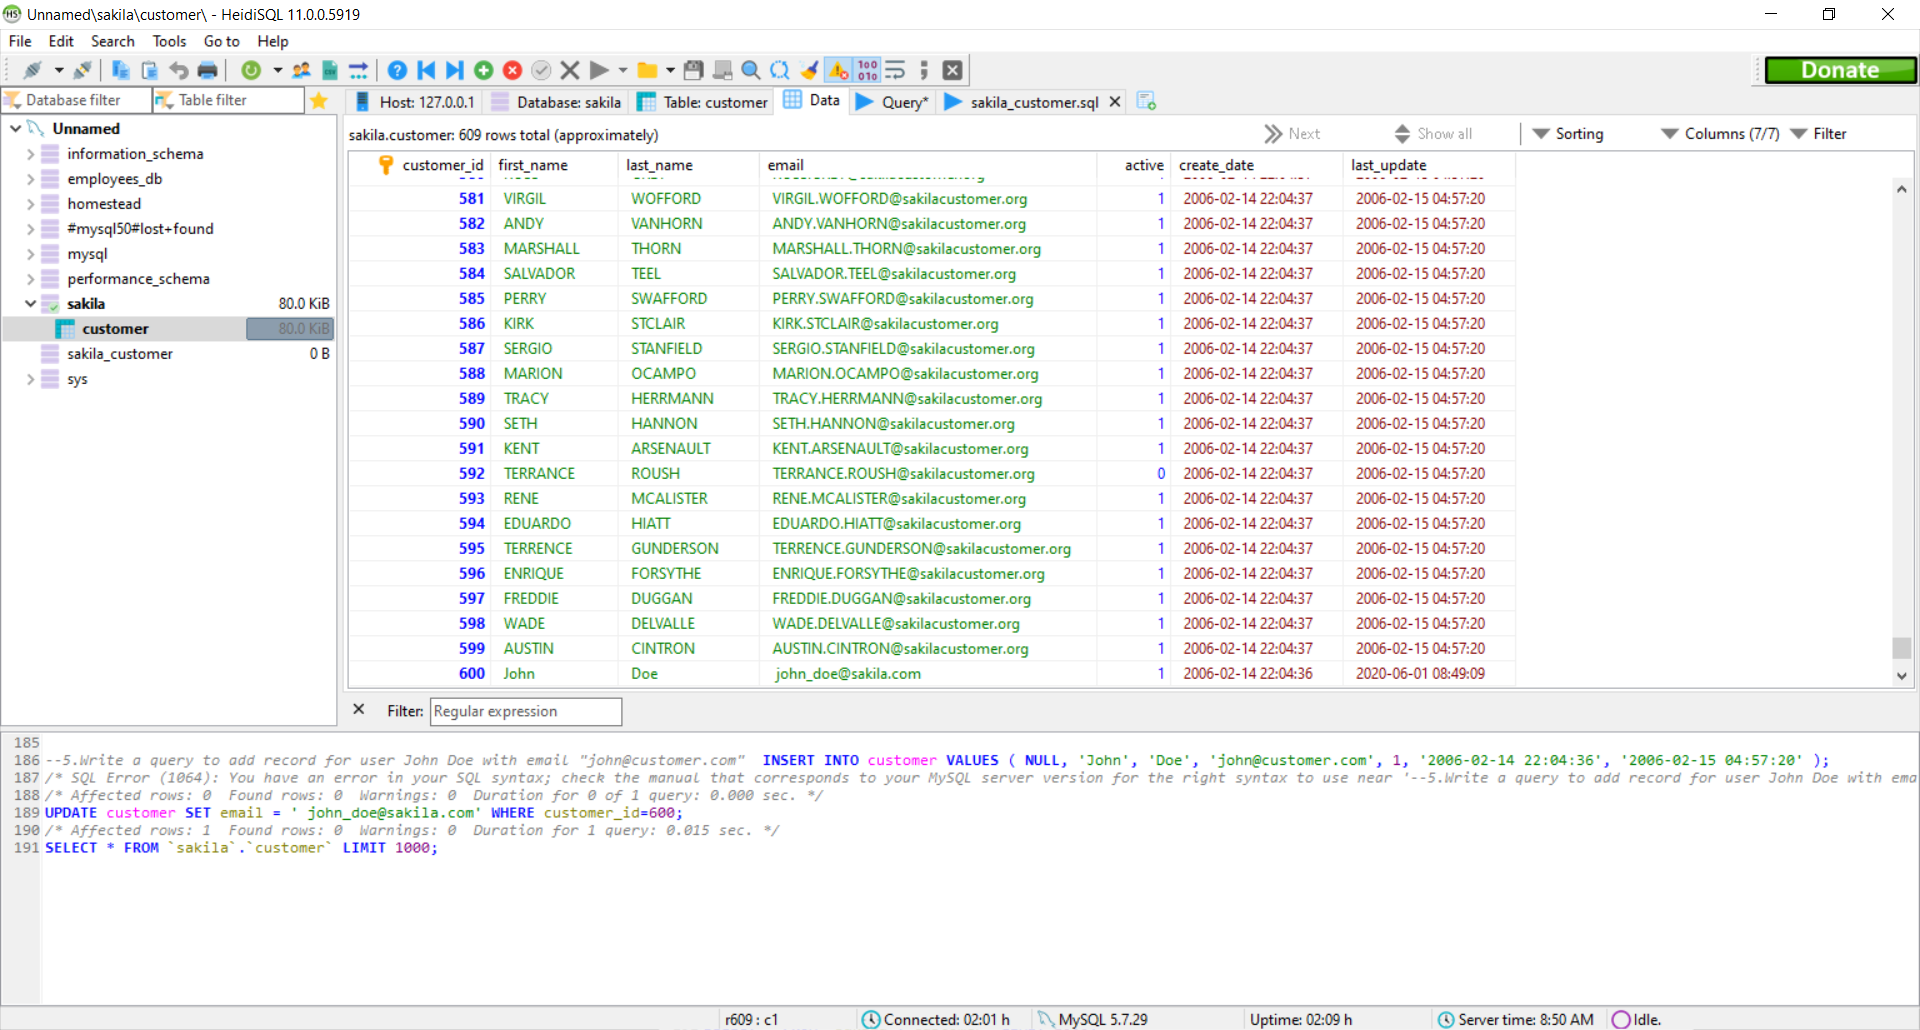 Unnamed\sakila\customer\ - HeidiSQL 11.0.0.5919
File Edit Search Tools Go to Help
Donate
Database filter Table filter Host: 127.0.0.1 Database: sakila Table: customer Data Query* sakila_customer.sql
Unnamed
information_schema
employees_db
homestead
#mysql50#lost+found
mysql
performance_schema
sakila 80.0 KiB
customer 80.0 KiB
sakila_customer 0 B
sys
sakila.customer: 609 rows total (approximately) Next Show all Sorting Columns (7/7) Filter
customer_id first_name last_name email active create_date last_update
581 VIRGIL WOFFORD VIRGIL.WOFFORD@sakilacustomer.org 1 2006-02-14 22:04:37 2006-02-15 04:57:20
582 ANDY VANHORN ANDY.VANHORN@sakilacustomer.org 1 2006-02-14 22:04:37 2006-02-15 04:57:20
583 MARSHALL THORN MARSHALL.THORN@sakilacustomer.org 1 2006-02-14 22:04:37 2006-02-15 04:57:20
584 SALVADOR TEEL SALVADOR.TEEL@sakilacustomer.org 1 2006-02-14 22:04:37 2006-02-15 04:57:20
585 PERRY SWAFFORD PERRY.SWAFFORD@sakilacustomer.org 1 2006-02-14 22:04:37 2006-02-15 04:57:20
586 KIRK STCLAIR KIRK.STCLAIR@sakilacustomer.org 1 2006-02-14 22:04:37 2006-02-15 04:57:20
587 SERGIO STANFIELD SERGIO.STANFIELD@sakilacustomer.org 1 2006-02-14 22:04:37 2006-02-15 04:57:20
588 MARION OCAMPO MARION.OCAMPO@sakilacustomer.org 1 2006-02-14 22:04:37 2006-02-15 04:57:20
589 TRACY HERRMANN TRACY.HERRMANN@sakilacustomer.org 1 2006-02-14 22:04:37 2006-02-15 04:57:20
590 SETH HANNON SETH.HANNON@sakilacustomer.org 1 2006-02-14 22:04:37 2006-02-15 04:57:20
591 KENT ARSENAULT KENT.ARSENAULT@sakilacustomer.org 1 2006-02-14 22:04:37 2006-02-15 04:57:20
592 TERRANCE ROUSH TERRANCE.ROUSH@sakilacustomer.org 0 2006-02-14 22:04:37 2006-02-15 04:57:20
593 RENE MCALISTER RENE.MCALISTER@sakilacustomer.org 1 2006-02-14 22:04:37 2006-02-15 04:57:20
594 EDUARDO HIATT EDUARDO.HIATT@sakilacustomer.org 1 2006-02-14 22:04:37 2006-02-15 04:57:20
595 TERRENCE GUNDERSON TERRENCE.GUNDERSON@sakilacustomer.org 1 2006-02-14 22:04:37 2006-02-15 04:57:20
596 ENRIQUE FORSYTHE ENRIQUE.FORSYTHE@sakilacustomer.org 1 2006-02-14 22:04:37 2006-02-15 04:57:20
597 FREDDIE DUGGAN FREDDIE.DUGGAN@sakilacustomer.org 1 2006-02-14 22:04:37 2006-02-15 04:57:20
598 WADE DELVALLE WADE.DELVALLE@sakilacustomer.org 1 2006-02-14 22:04:37 2006-02-15 04:57:20
599 AUSTIN CINTRON AUSTIN.CINTRON@sakilacustomer.org 1 2006-02-14 22:04:37 2006-02-15 04:57:20
600 John Doe john_doe@sakila.com 1 2006-02-14 22:04:36 2020-06-01 08:49:09
Filter: Regular expression
185
186 --5.Write a query to add record for user John Doe with email "john@customer.com" INSERT INTO customer VALUES ( NULL, 'John', 'Doe', 'john@customer.com', 1, '2006-02-14 22:04:36', '2006-02-15 04:57:20' );
187 /* SQL Error (1064): You have an error in your SQL syntax; check the manual that corresponds to your MySQL server version for the right syntax to use near '--5.Write a query to add record for user John Doe with ema
188 /* Affected rows: 0 Found rows: 0 Warnings: 0 Duration for 0 of 1 query: 0.000 sec. */
189 UPDATE customer SET email = ' john_doe@sakila.com' WHERE customer_id=600;
190 /* Affected rows: 1 Found rows: 0 Warnings: 0 Duration for 1 query: 0.015 sec. */
191 SELECT * FROM `sakila`.`customer` LIMIT 1000;
r609 : c1 Connected: 02:01 h MySQL 5.7.29 Uptime: 02:09 h Server time: 8:50 AM Idle.